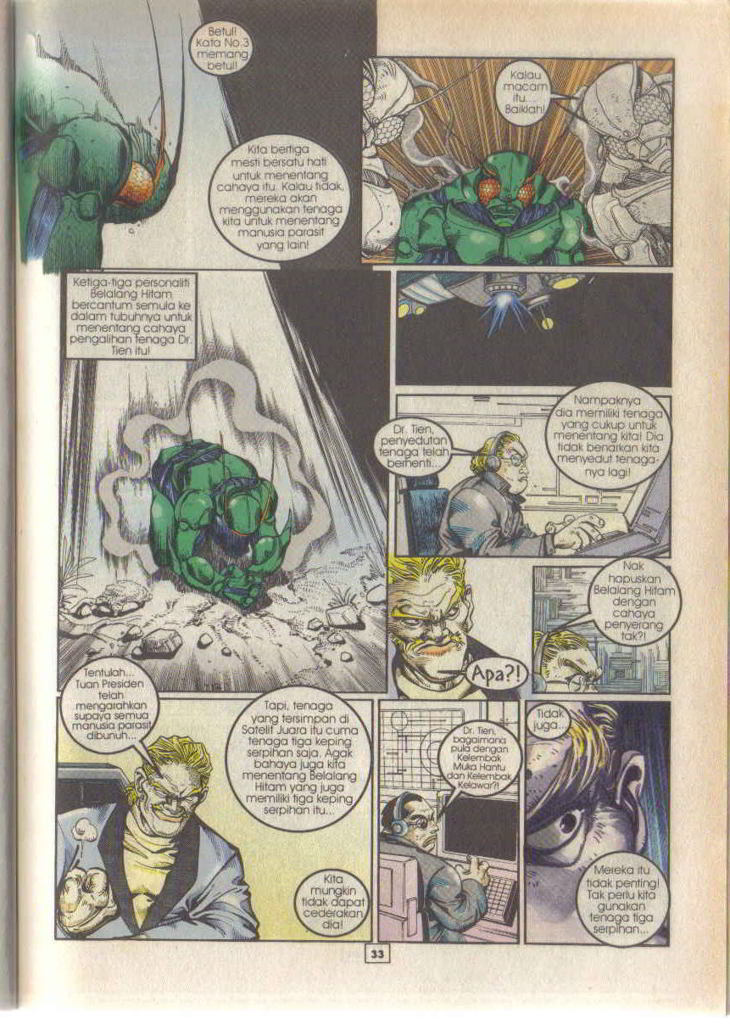 Betul!
Kata No.3
memang
betul!
Kita bertiga
mesti bersatu hati
untuk menentang
cahaya itu. Kalau tidak,
mereka akan
menggunakan tenaga
kita untuk menentang
manusia parasit
yang lain!
Kalau
macam
itu...
Baiklah!
Ketiga-tiga personaliti
Belalang Hitam
bercantum semula ke
dalam tubuhnya untuk
menentang cahaya
pengalihan tenaga Dr.
Tien itu!
Dr. Tien,
penyedutan
tenaga telah
berhenti...
Nampaknya
dia memiliki tenaga
yang cukup untuk
menentang kita! Dia
tidak benarkan kita
menyedut tenaga-
nya lagi!
Apa?!
Nak
hapuskan
Belalang Hitam
dengan
cahaya
penyerang
tak?!
Tentulah...
Tuan Presiden
telah
mengarahkan
supaya semua
manusia parasit
dibunuh...
Tapi, tenaga
yang tersimpan di
Satelit Juara itu cuma
tenaga tiga keping
serpihan saja. Agak
bahaya juga kita
menentang Belalang
Hitam yang juga
memiliki tiga keping
serpihan itu...
Kita
mungkin
tidak dapat
cederakan
dia!
Dr. Tien,
bagaimana
pula dengan
Kelembak
Muka Hantu
dan Kelembak
Kelawar?!
Tidak
juga...
Mereka itu
tidak penting!
Tak perlu kita
gunakan
tenaga tiga
serpihan...
33